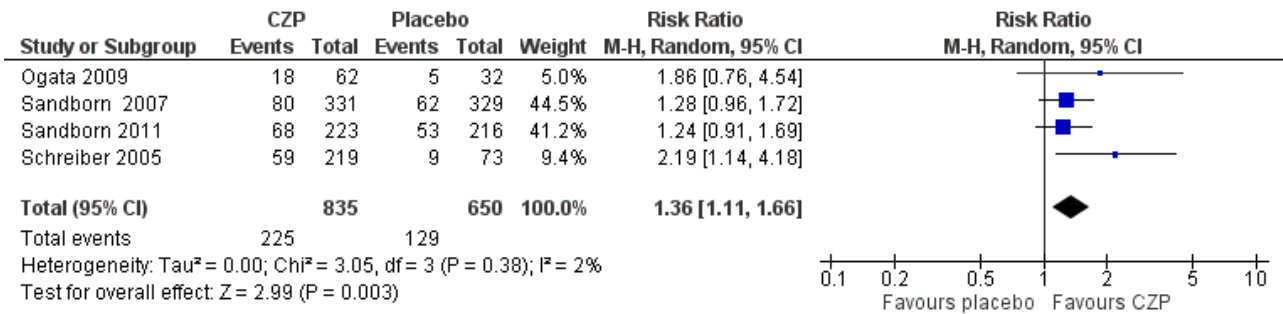 CZP Placebo Risk Ratio Risk Ratio
Study or Subgroup Events Total Events Total Weight M-H, Random, 95% CI M-H, Random, 95% CI
Ogata 2009 18 62 5 32 5.0% 1.86 [0.76, 4.54]
Sandborn 2007 80 331 62 329 44.5% 1.28 [0.96, 1.72]
Sandborn 2011 68 223 53 216 41.2% 1.24 [0.91, 1.69]
Schreiber 2005 59 219 9 73 9.4% 2.19 [1.14, 4.18]
Total (95% CI) 835 650 100.0% 1.36 [1.11, 1.66]
Total events 225 129
Heterogeneity: Tau² = 0.00; Chi² = 3.05, df = 3 (P = 0.38); I² = 2%
Test for overall effect: Z = 2.99 (P = 0.003)
0.1 0.2 0.5 1 2 5 10
Favours placebo Favours CZP